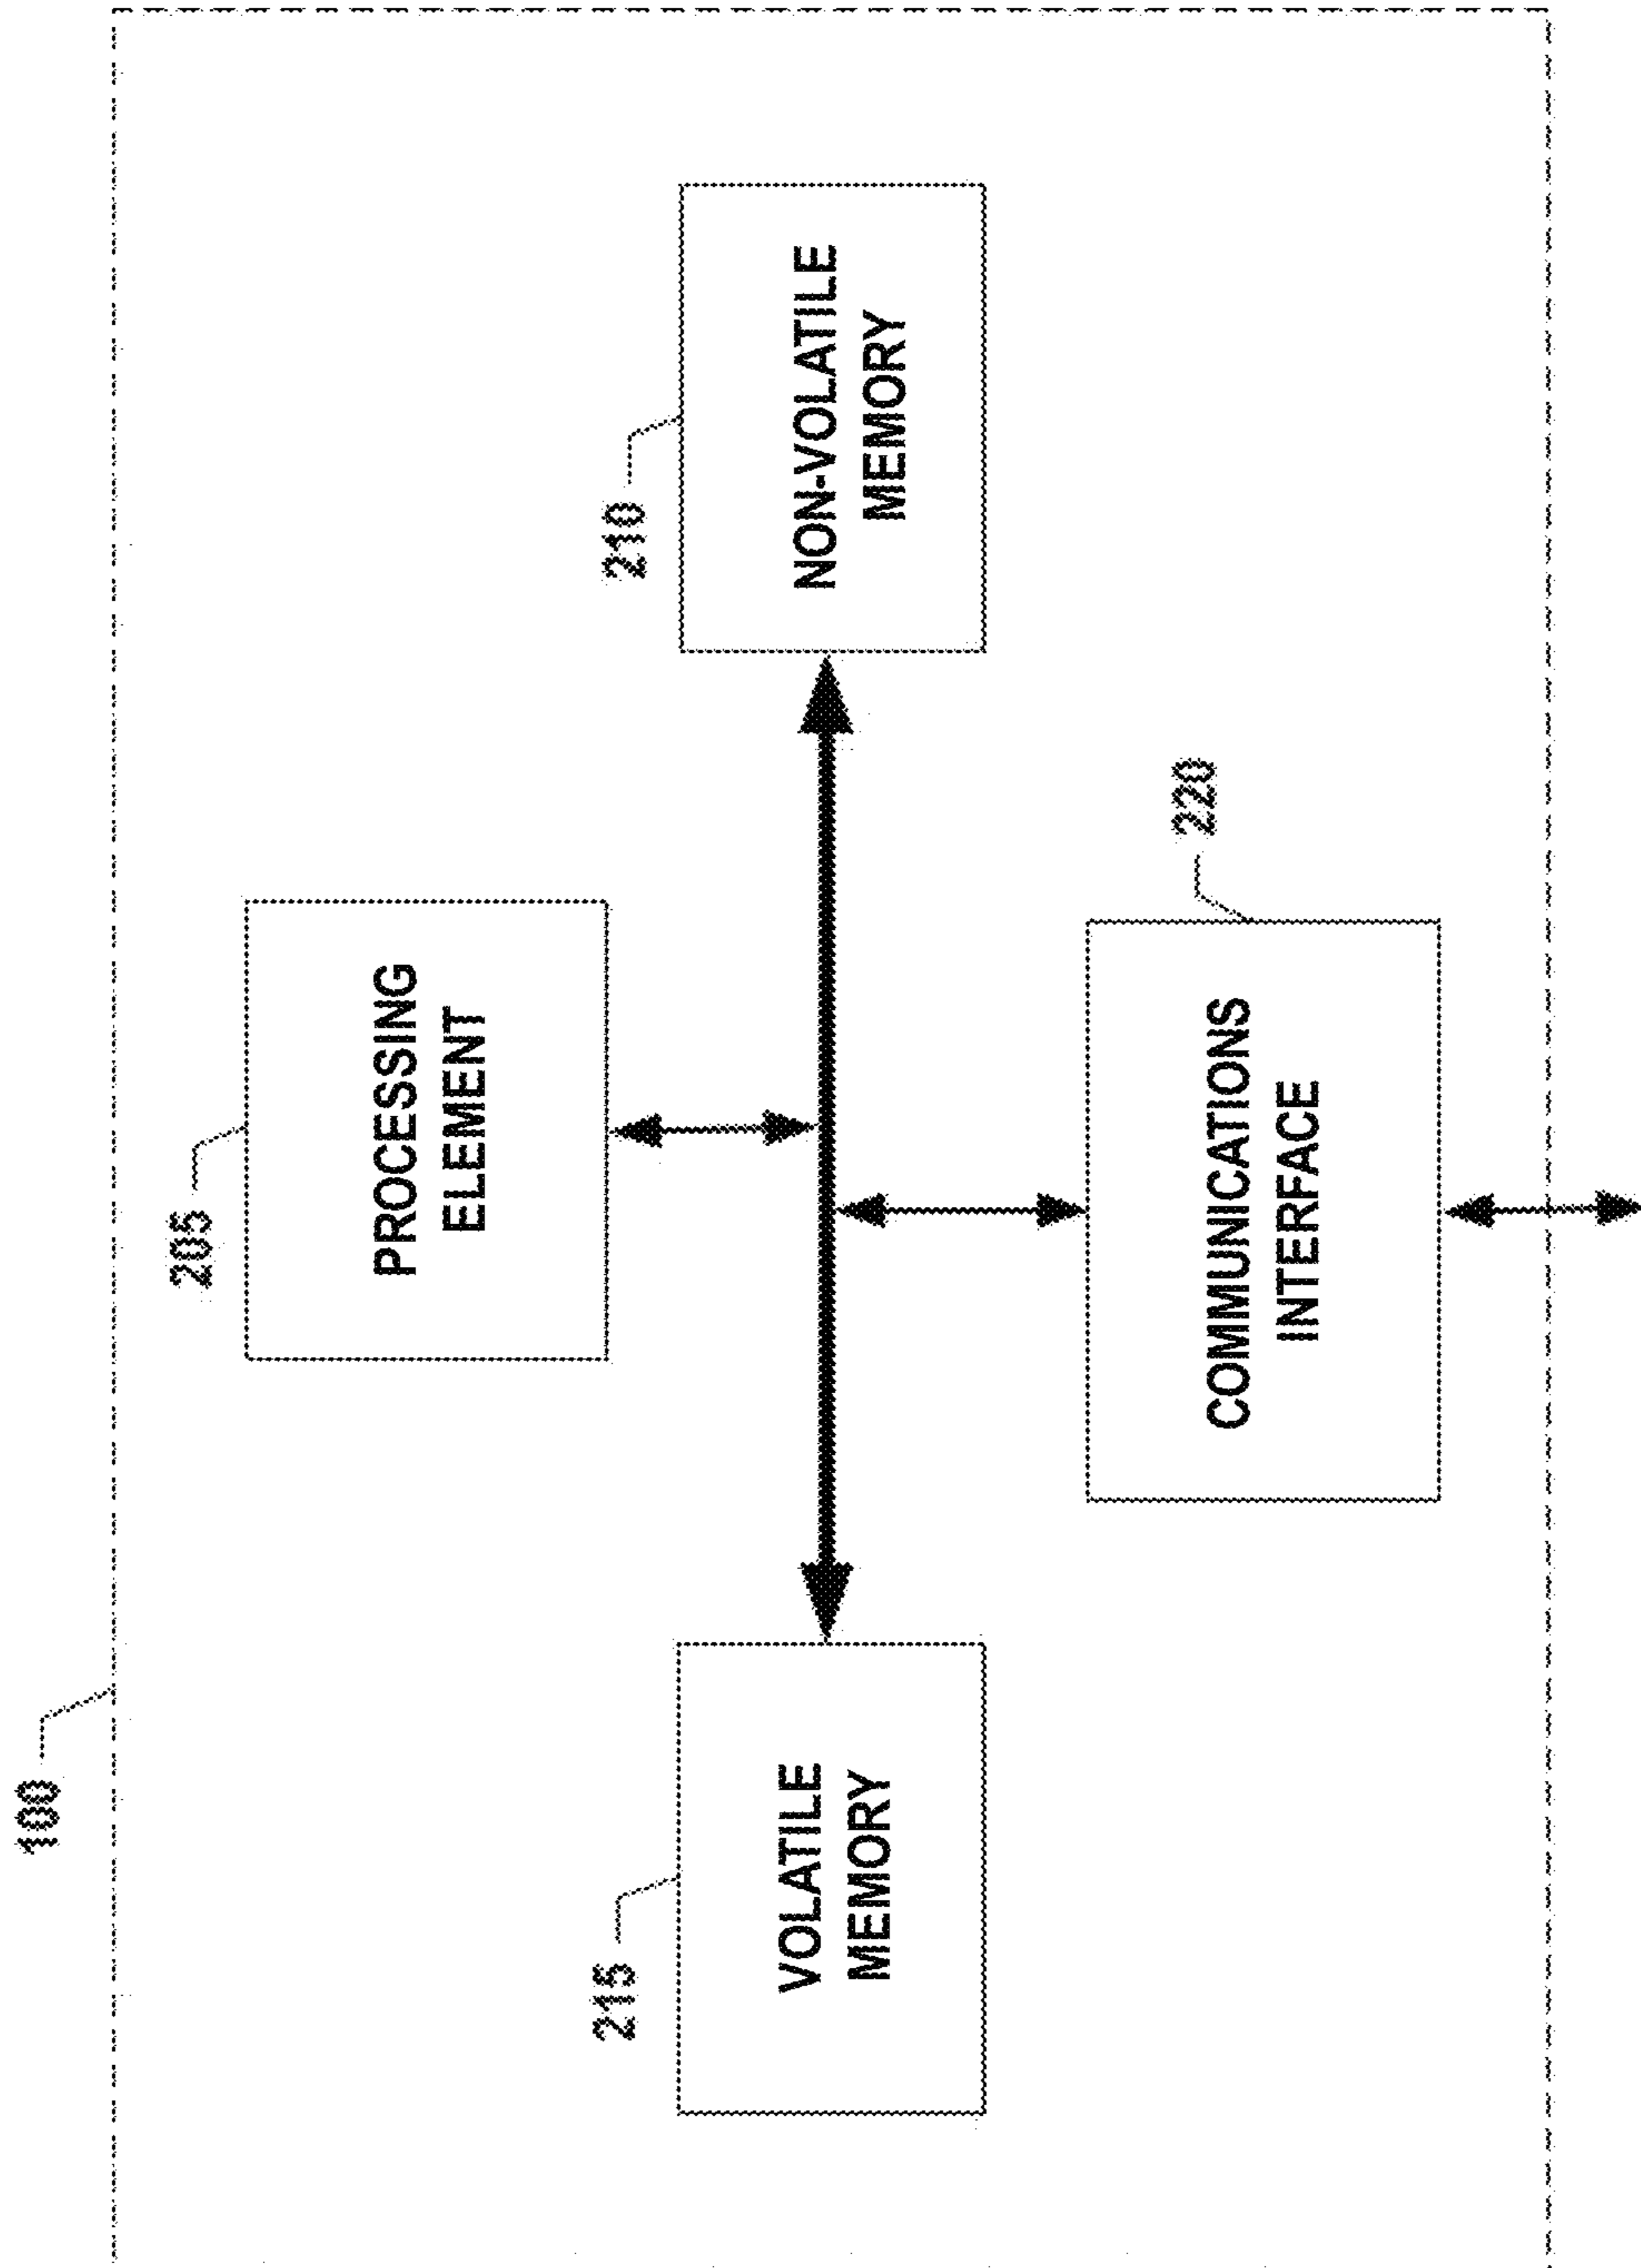 100
205
PROCESSING
ELEMENT
215
VOLATILE
MEMORY
210
NON-VOLATILE
MEMORY
220
COMMUNICATIONS
INTERFACE